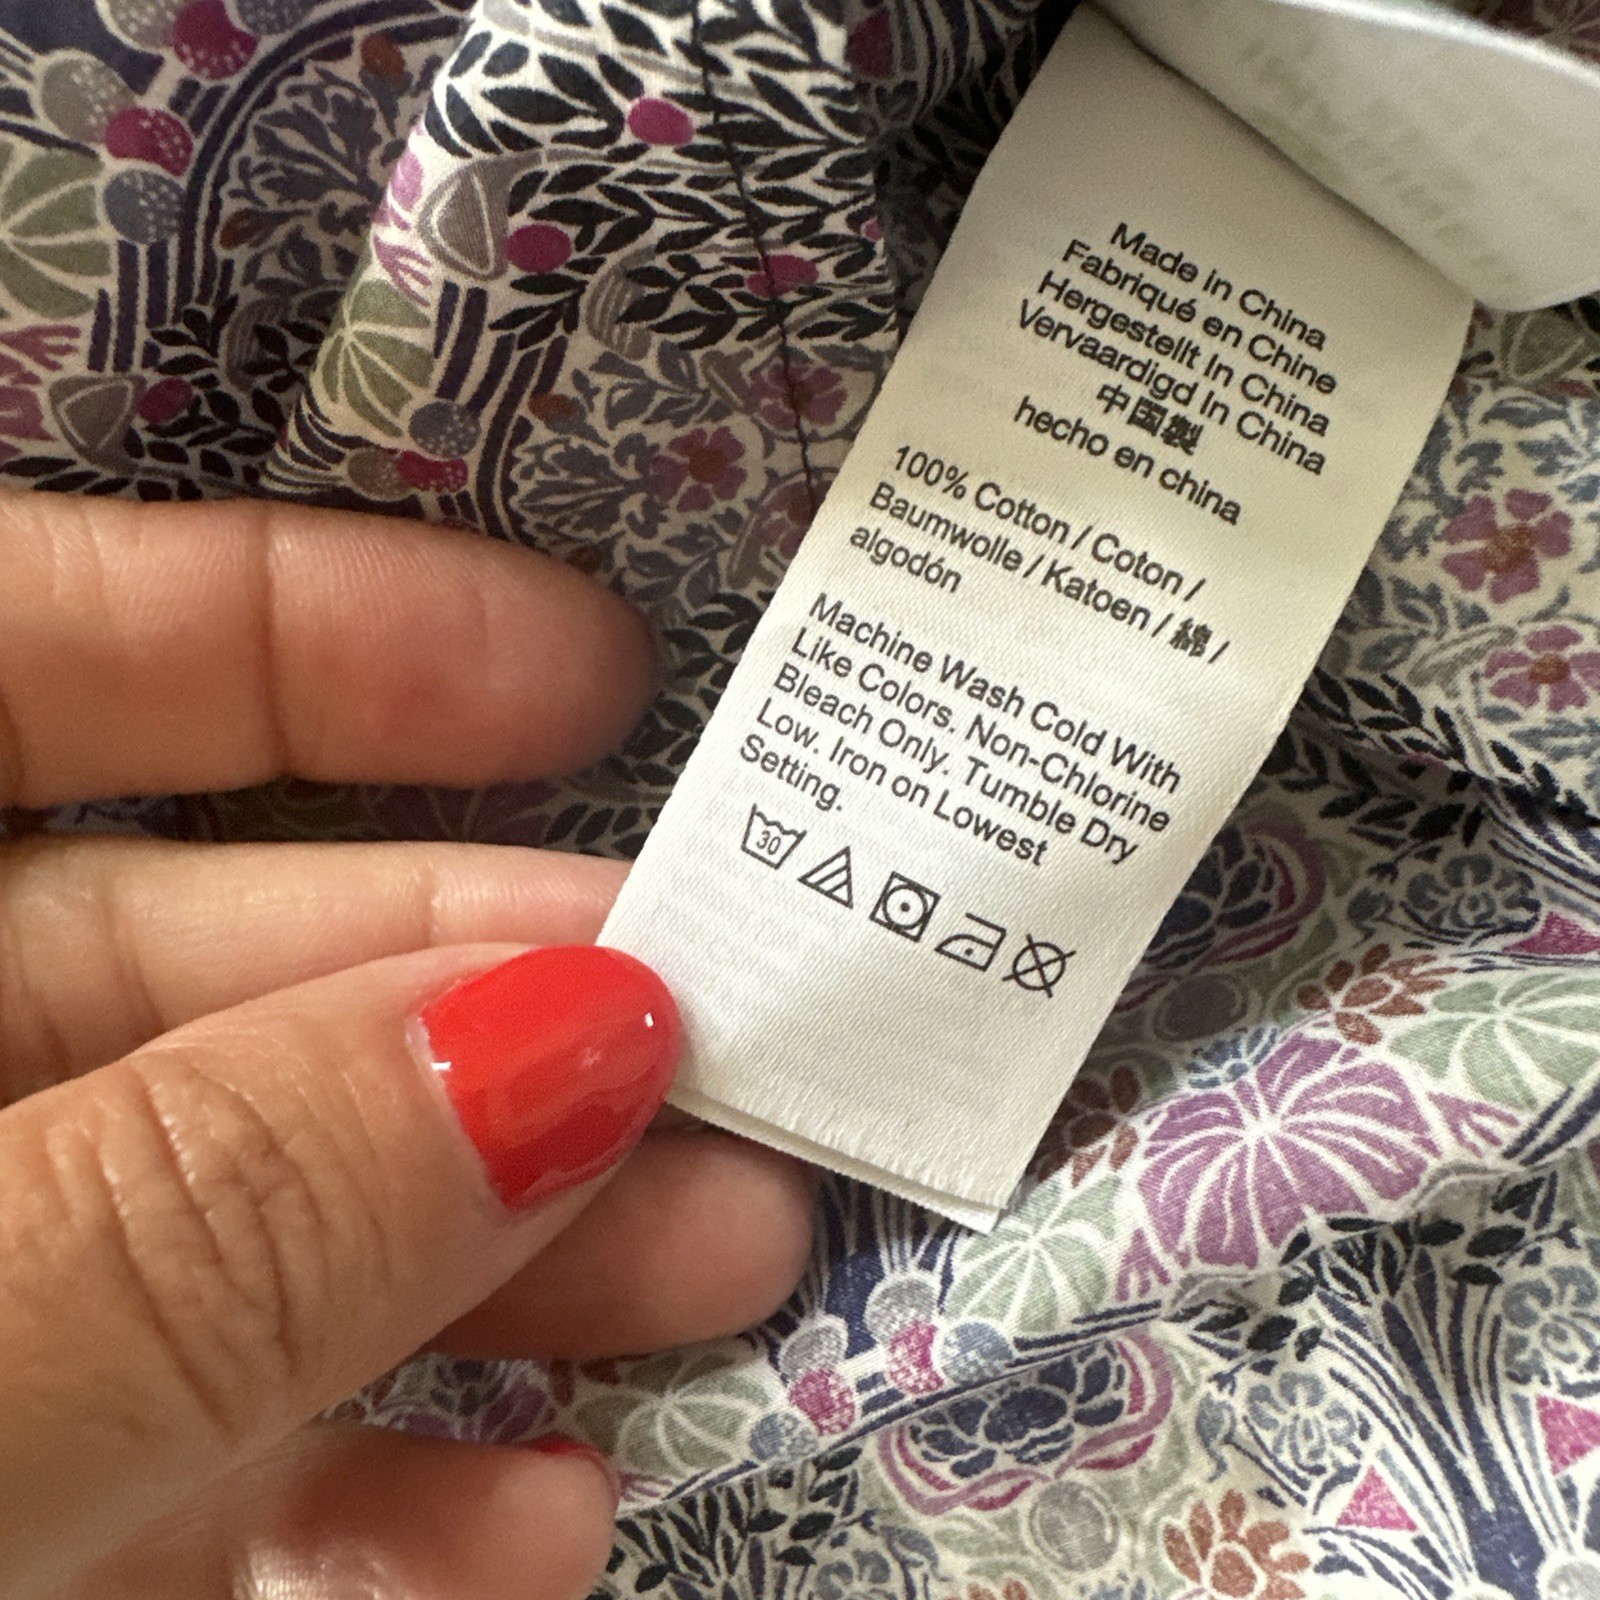 Made in China
Fabriqué en Chine
Hergestellt In China
Vervaardigd In China
中国製
hecho en china
100% Cotton / Coton /
Baumwolle / Katoen / 綿 /
algodón
Machine Wash Cold With
Like Colors. Non-Chlorine
Bleach Only. Tumble Dry
Low. Iron on Lowest
Setting.
30